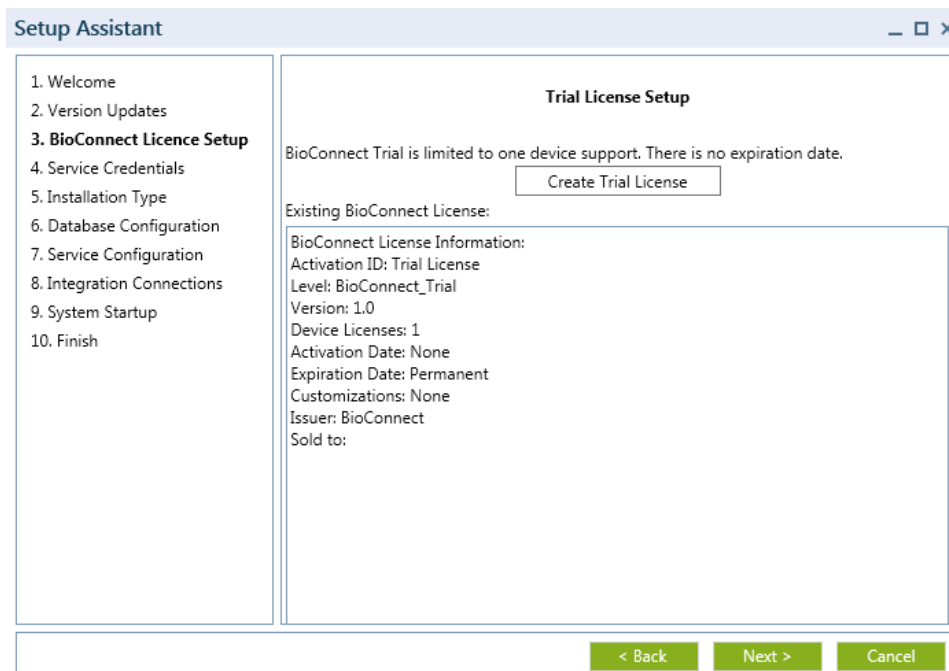 Setup Assistant
1. Welcome
2. Version Updates
3. BioConnect Licence Setup
4. Service Credentials
5. Installation Type
6. Database Configuration
7. Service Configuration
8. Integration Connections
9. System Startup
10. Finish
Trial License Setup
BioConnect Trial is limited to one device support. There is no expiration date.
Create Trial License
Existing BioConnect License:
BioConnect License Information:
Activation ID: Trial License
Level: BioConnect_Trial
Version: 1.0
Device Licenses: 1
Activation Date: None
Expiration Date: Permanent
Customizations: None
Issuer: BioConnect
Sold to:
< Back
Next >
Cancel